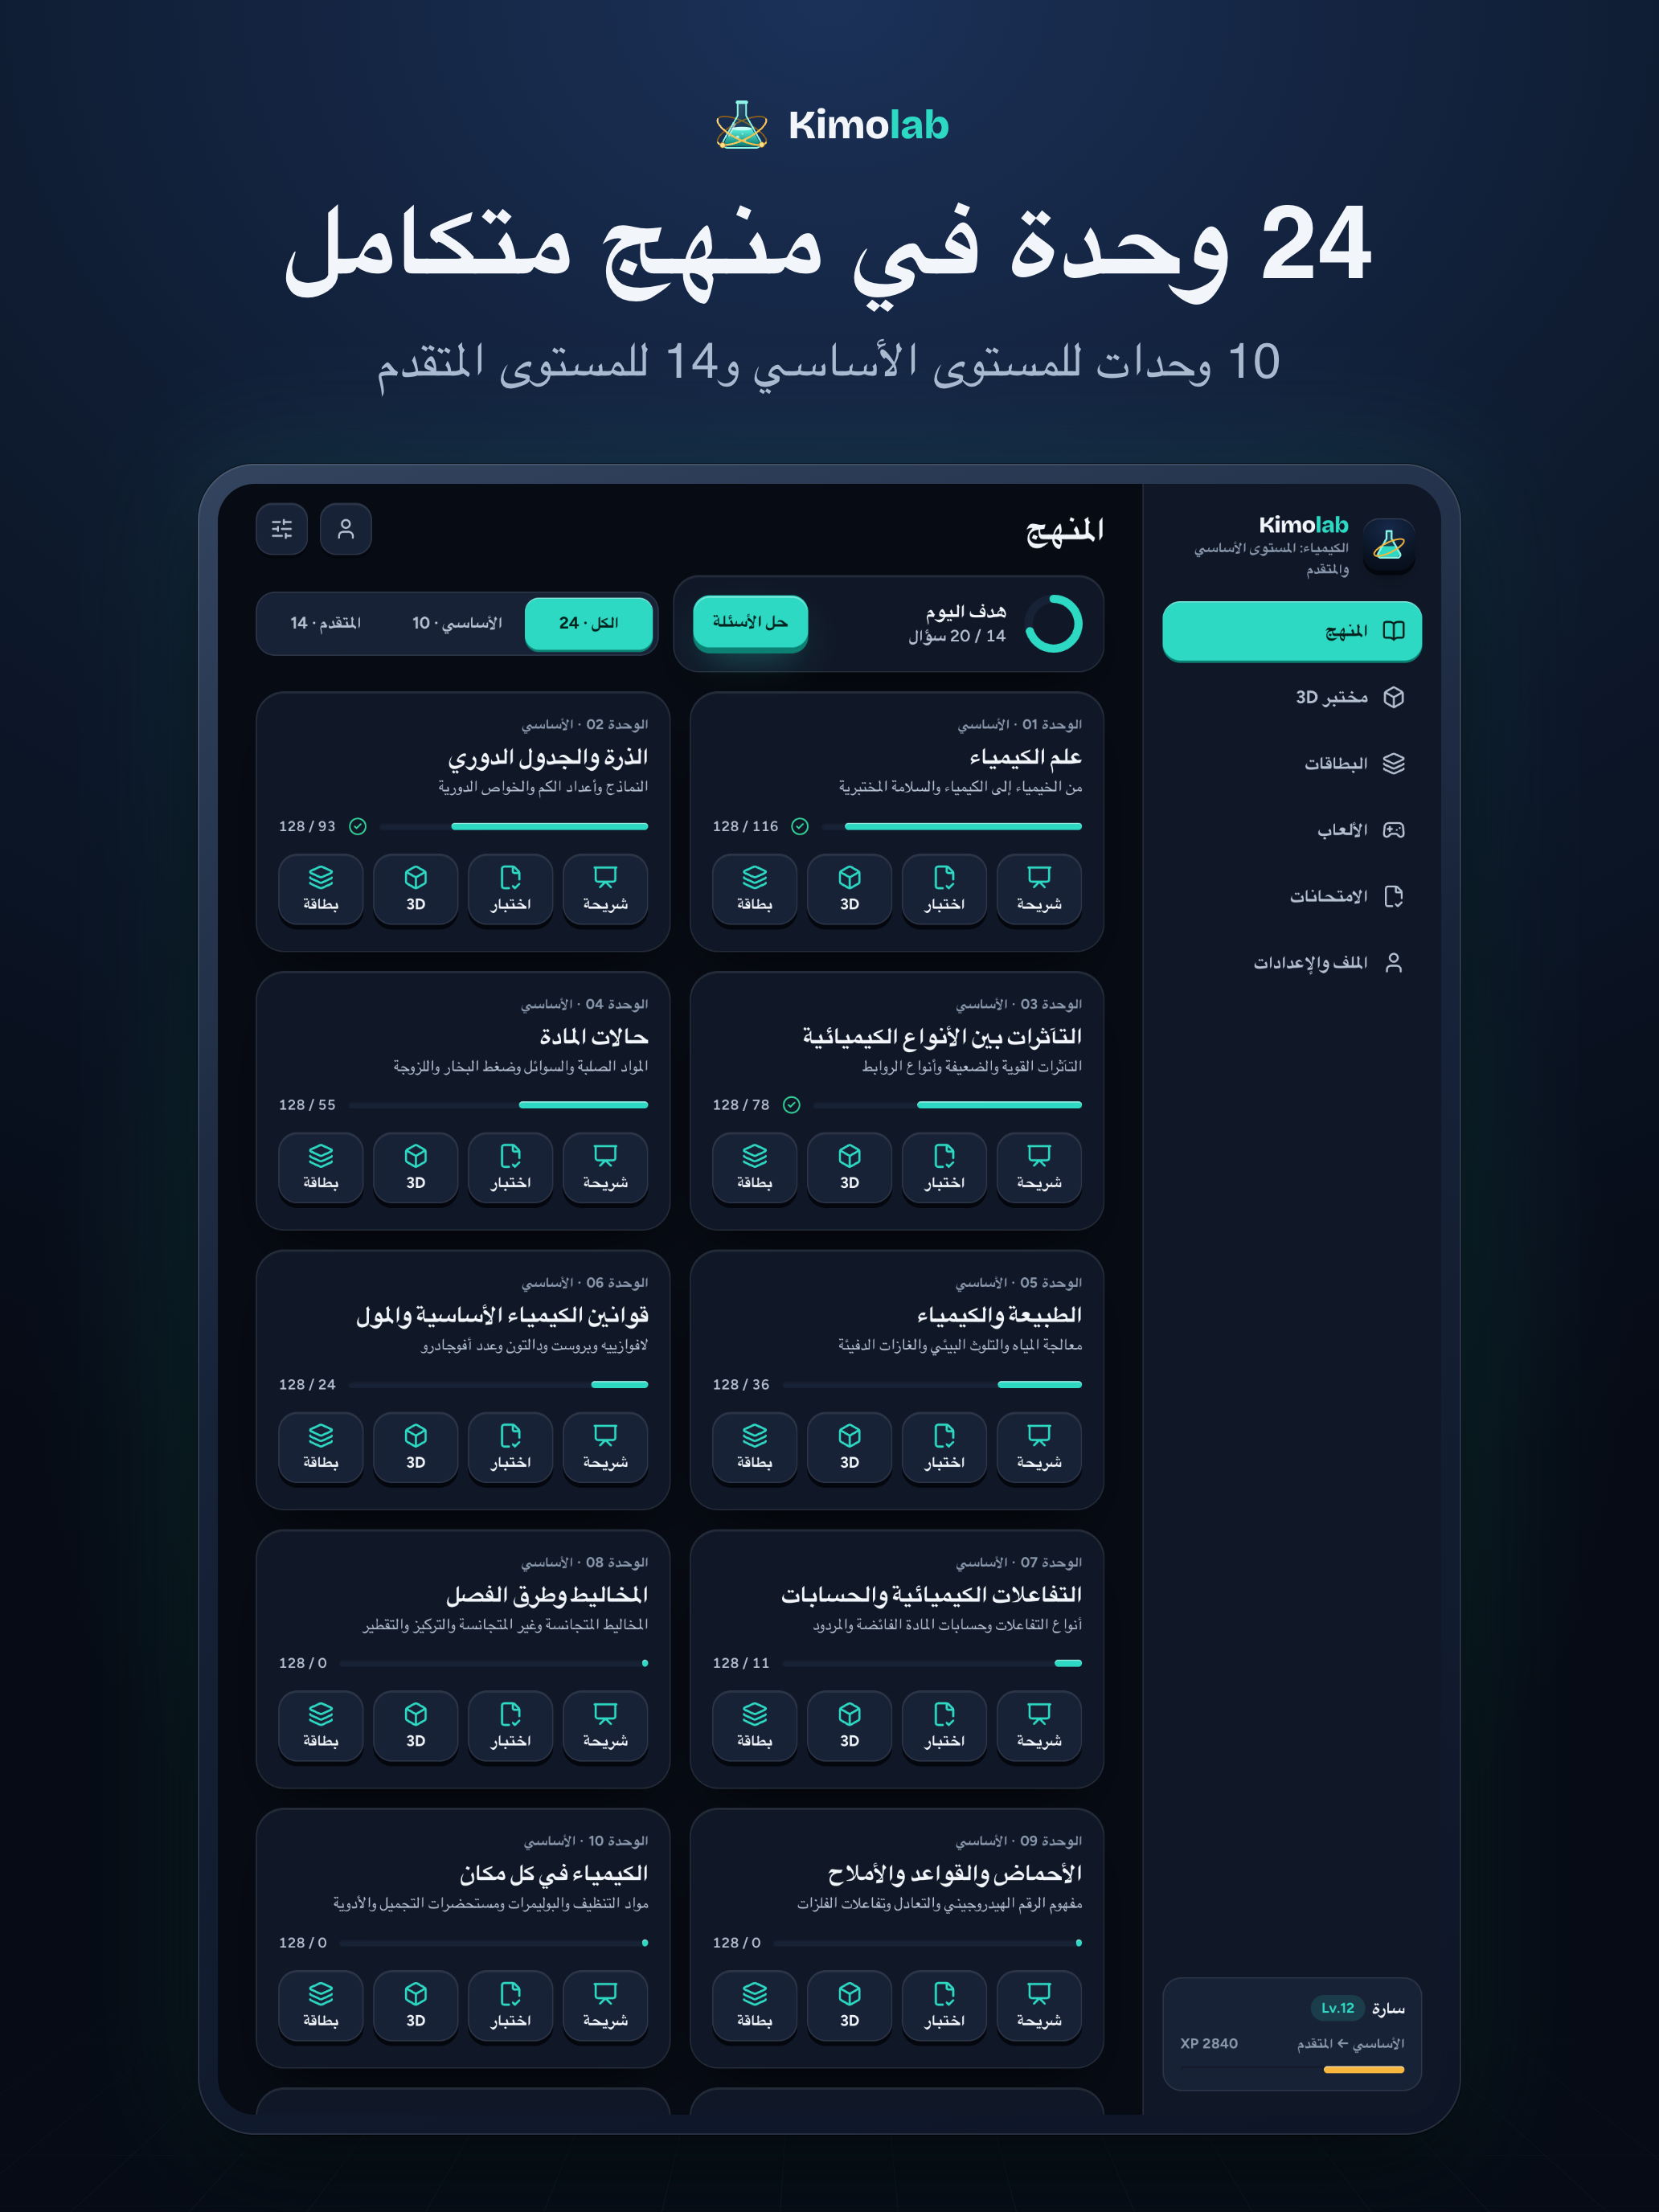 Kimolab
24 وحدة في منهج متكامل
10 وحدات للمستوى الأساسي و14 للمستوى المتقدم
Kimolab
الكيمياء: المستوى الأساسي
والمتقدم
المنهج
مختبر 3D
البطاقات
الألعاب
الامتحانات
الملف والإعدادات
سارة Lv.12
الأساسي ← المتقدم XP 2840
المنهج
هدف اليوم
14 / 20 سؤال
حل الأسئلة
الكل · 24
الأساسي · 10
المتقدم · 14
الوحدة 01 · الأساسي
علم الكيمياء
من الخيمياء إلى الكيمياء والسلامة المختبرية
128 / 116
شريحة اختبار 3D بطاقة
الوحدة 02 · الأساسي
الذرة والجدول الدوري
النماذج وأعداد الكم والخواص الدورية
128 / 93
شريحة اختبار 3D بطاقة
الوحدة 03 · الأساسي
التآثرات بين الأنواع الكيميائية
التآثرات القوية والضعيفة وأنواع الروابط
128 / 78
شريحة اختبار 3D بطاقة
الوحدة 04 · الأساسي
حالات المادة
المواد الصلبة والسوائل وضغط البخار واللزوجة
128 / 55
شريحة اختبار 3D بطاقة
الوحدة 05 · الأساسي
الطبيعة والكيمياء
معالجة المياه والتلوث البيئي والغازات الدفيئة
128 / 36
شريحة اختبار 3D بطاقة
الوحدة 06 · الأساسي
قوانين الكيمياء الأساسية والمول
لافوازييه وبروست ودالتون وعدد أفوجادرو
128 / 24
شريحة اختبار 3D بطاقة
الوحدة 07 · الأساسي
التفاعلات الكيميائية والحسابات
أنواع التفاعلات وحسابات المادة الفائضة والمردود
128 / 11
شريحة اختبار 3D بطاقة
الوحدة 08 · الأساسي
المخاليط وطرق الفصل
المخاليط المتجانسة وغير المتجانسة والتركيز والتقطير
128 / 0
شريحة اختبار 3D بطاقة
الوحدة 09 · الأساسي
الأحماض والقواعد والأملاح
مفهوم الرقم الهيدروجيني والتعادل وتفاعلات الفلزات
128 / 0
شريحة اختبار 3D بطاقة
الوحدة 10 · الأساسي
الكيمياء في كل مكان
مواد التنظيف والبوليمرات ومستحضرات التجميل والأدوية
128 / 0
شريحة اختبار 3D بطاقة